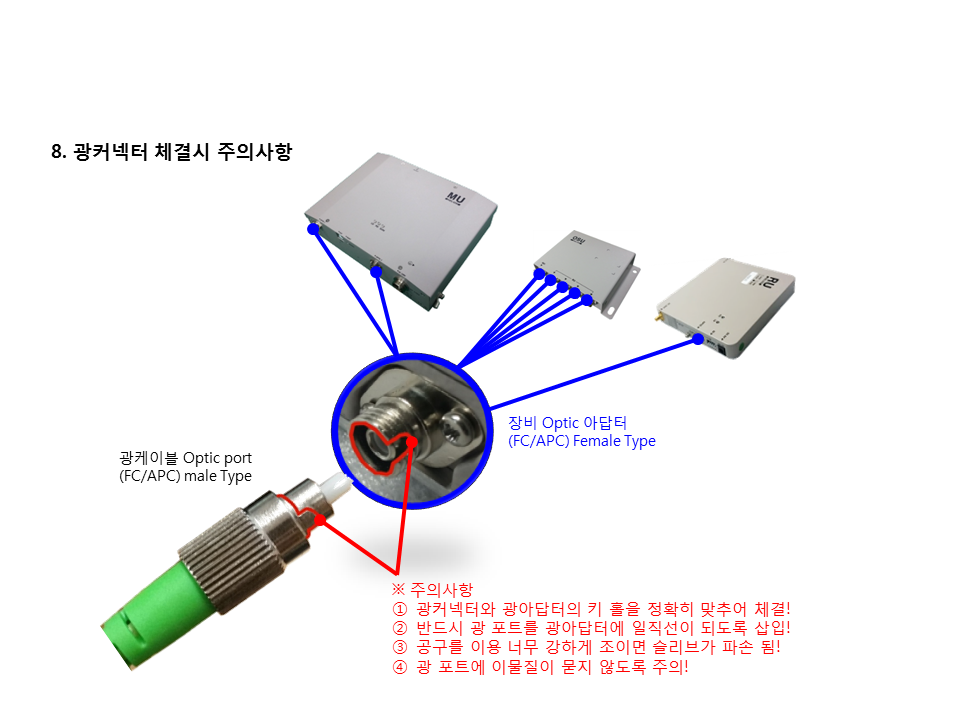 8. 광커넥터 체결시 주의사항
MU
OSU
RU
장비 Optic 아답터
(FC/APC) Female Type
광케이블 Optic port
(FC/APC) male Type
※ 주의사항
① 광커넥터와 광아답터의 키 홀을 정확히 맞추어 체결!
② 반드시 광 포트를 광아답터에 일직선이 되도록 삽입!
③ 공구를 이용 너무 강하게 조이면 슬리브가 파손 됨!
④ 광 포트에 이물질이 묻지 않도록 주의!